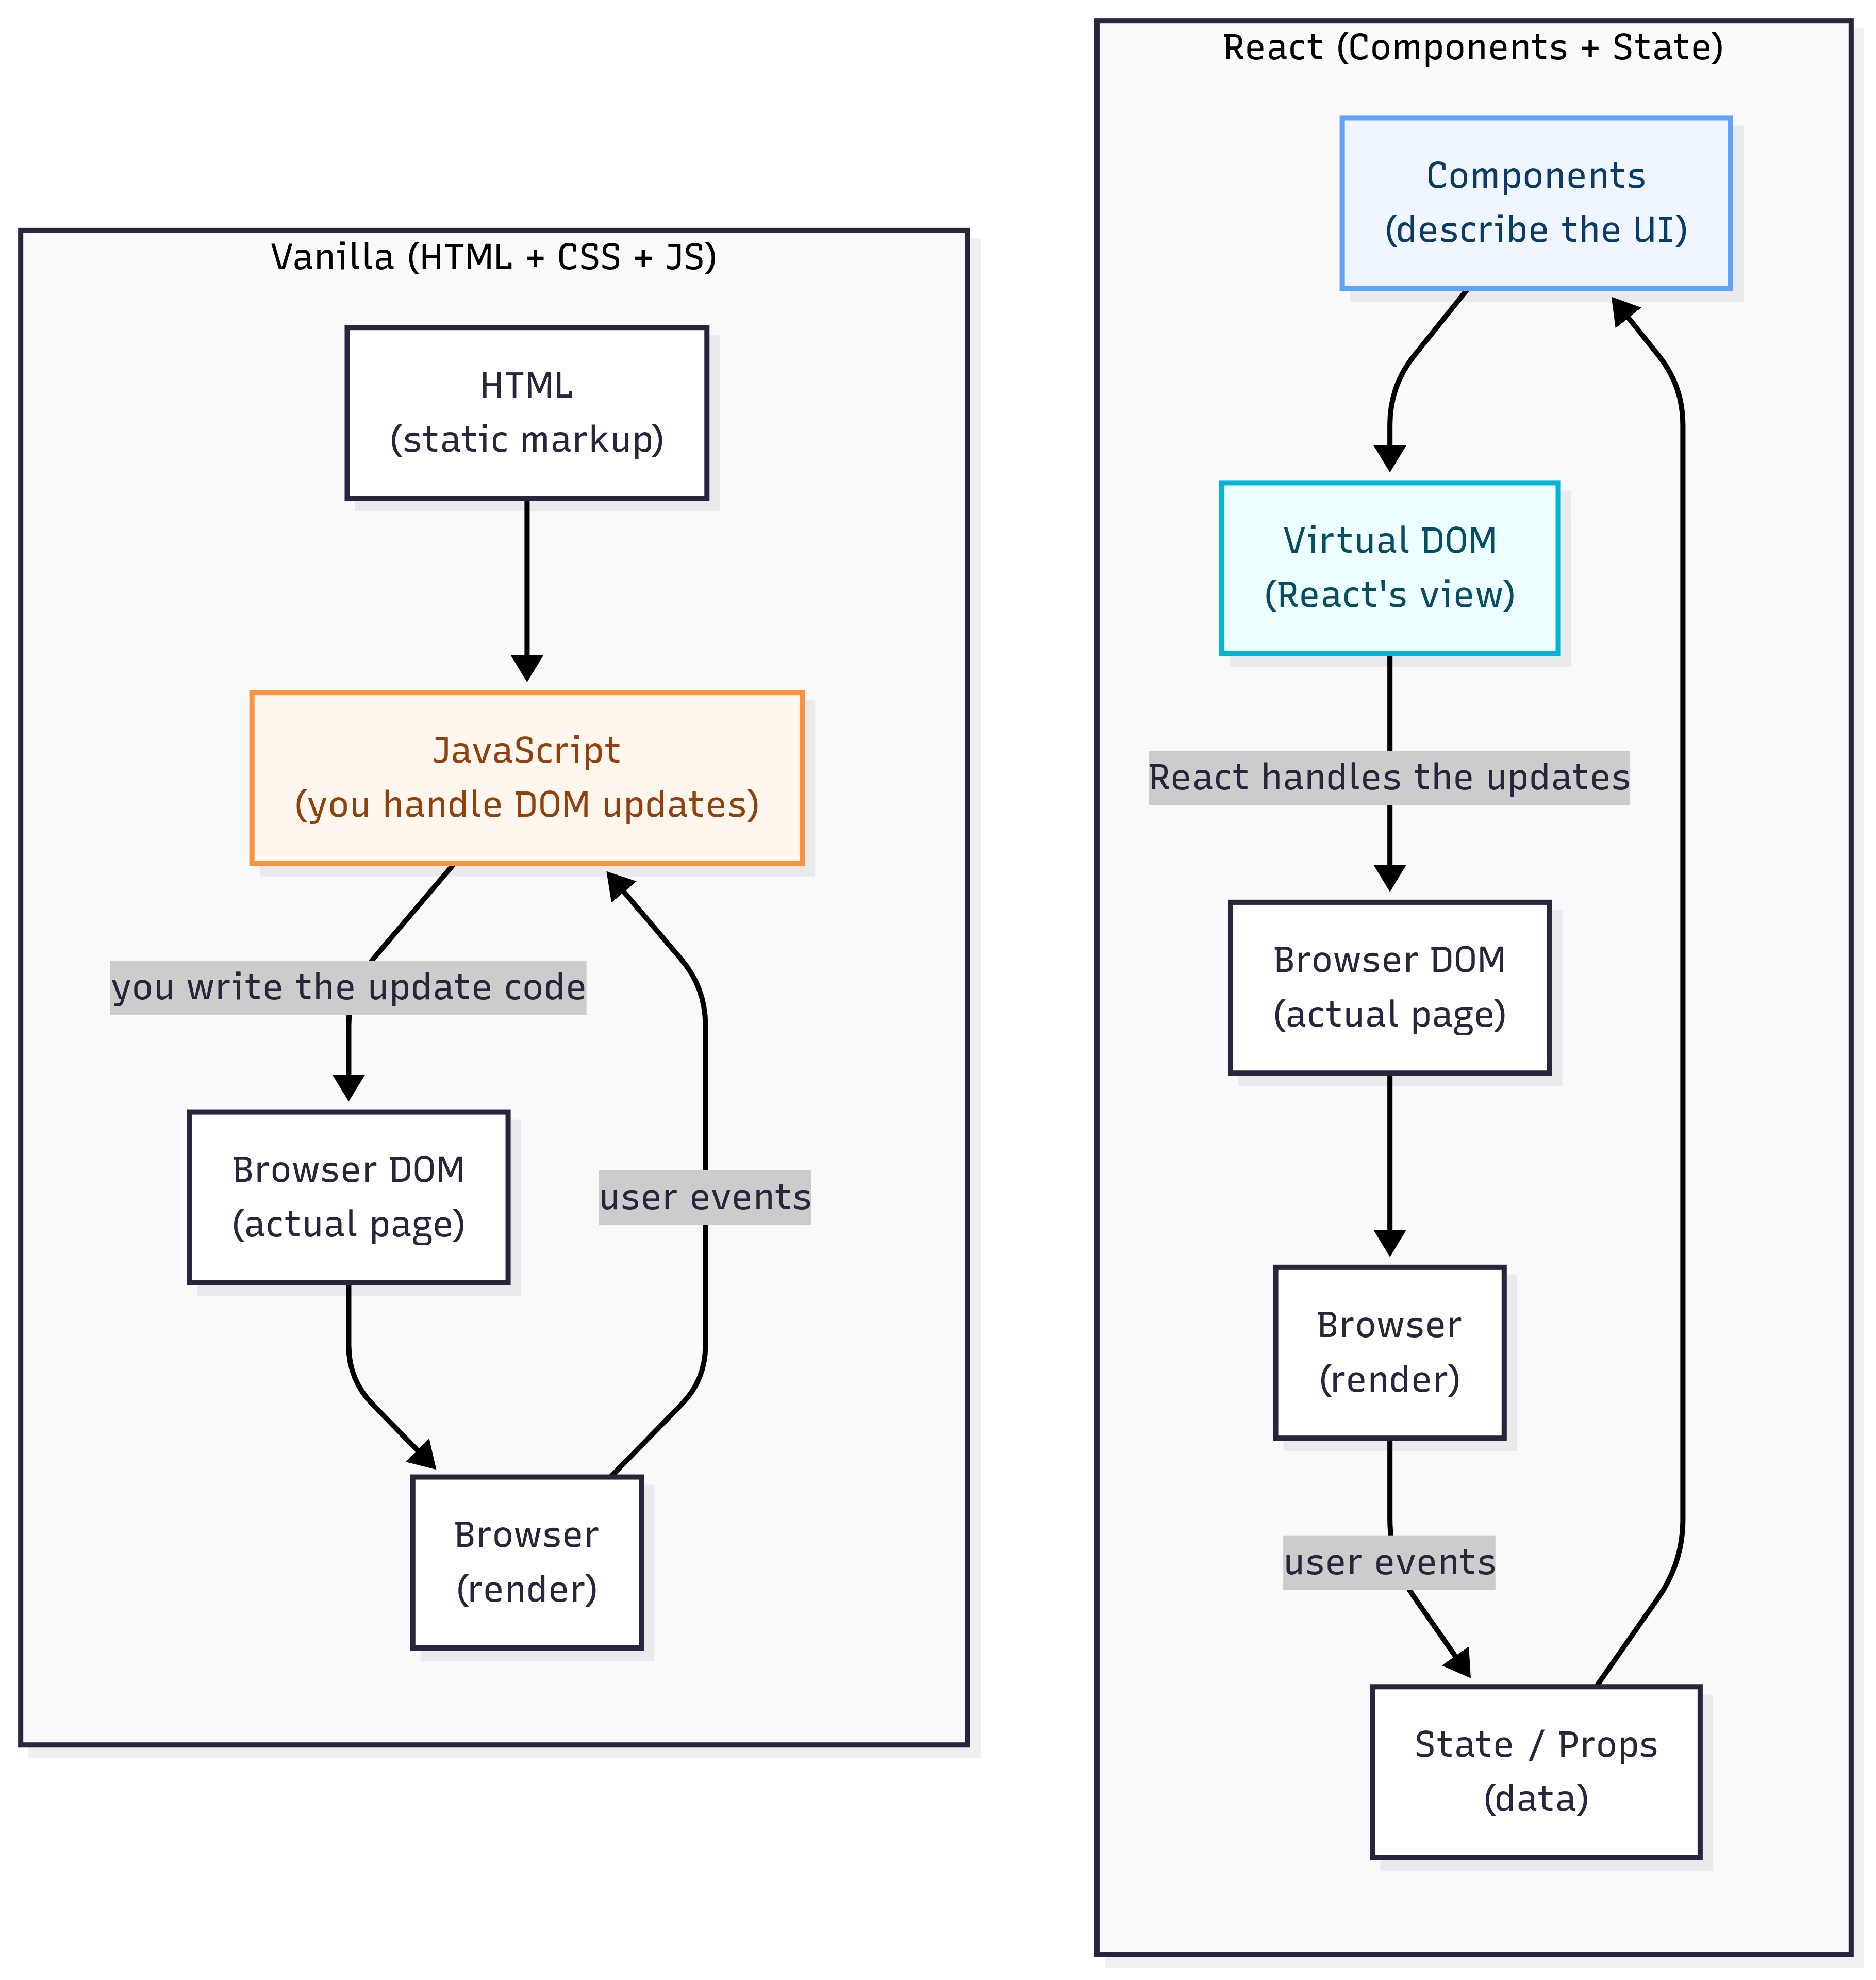 Vanilla (HTML + CSS + JS)
HTML
(static markup)
JavaScript
(you handle DOM updates)
you write the update code
Browser DOM
(actual page)
user events
Browser
(render)
React (Components + State)
Components
(describe the UI)
Virtual DOM
(React's view)
React handles the updates
Browser DOM
(actual page)
Browser
(render)
user events
State / Props
(data)